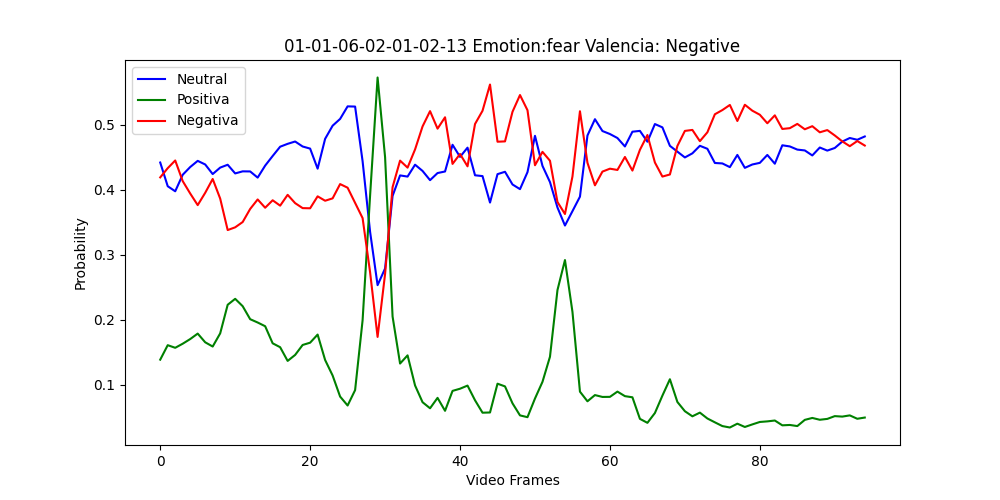 01-01-06-02-01-02-13 Emotion:fear Valencia: Negative
Neutral
Positiva
Negativa
Probability
0.5
0.4
0.3
0.2
0.1
0
20
40
60
80
Video Frames